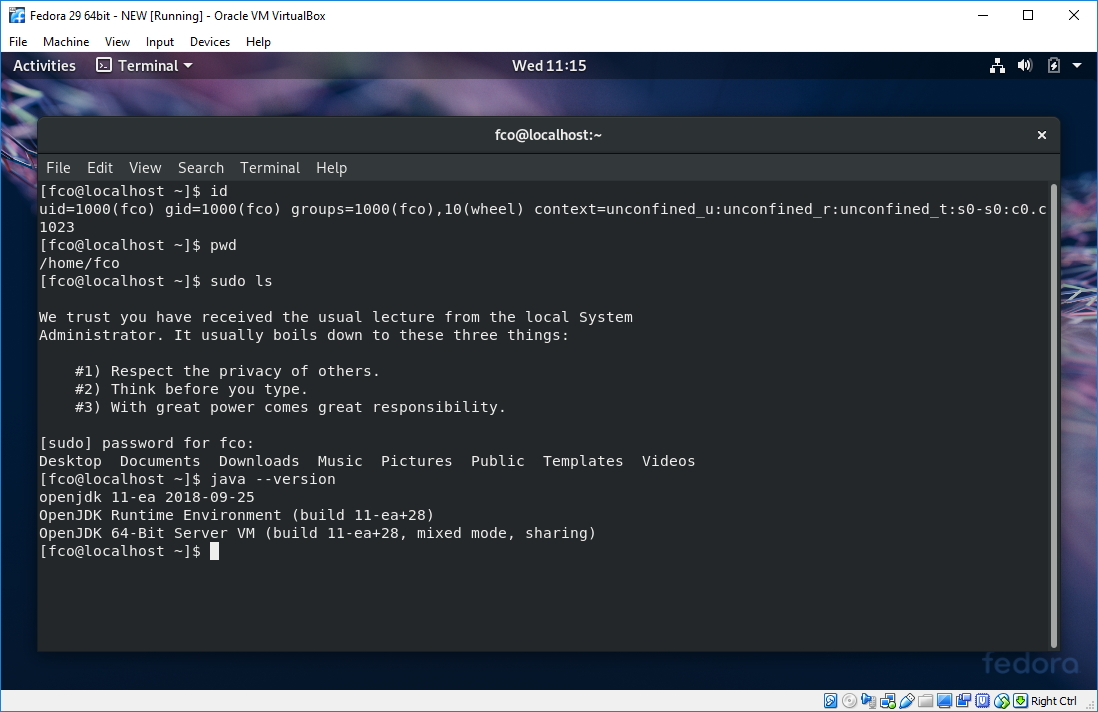 Fedora 29 64bit - NEW [Running] - Oracle VM VirtualBox
File Machine View Input Devices Help
Activities Terminal Wed 11:15
fco@localhost:~
File Edit View Search Terminal Help
[fco@localhost ~]$ id
uid=1000(fco) gid=1000(fco) groups=1000(fco),10(wheel) context=unconfined_u:unconfined_r:unconfined_t:s0-s0:c0.c
1023
[fco@localhost ~]$ pwd
/home/fco
[fco@localhost ~]$ sudo ls
We trust you have received the usual lecture from the local System
Administrator. It usually boils down to these three things:
#1) Respect the privacy of others.
#2) Think before you type.
#3) With great power comes great responsibility.
[sudo] password for fco:
Desktop Documents Downloads Music Pictures Public Templates Videos
[fco@localhost ~]$ java --version
openjdk 11-ea 2018-09-25
OpenJDK Runtime Environment (build 11-ea+28)
OpenJDK 64-Bit Server VM (build 11-ea+28, mixed mode, sharing)
[fco@localhost ~]$
fedora
Right Ctrl